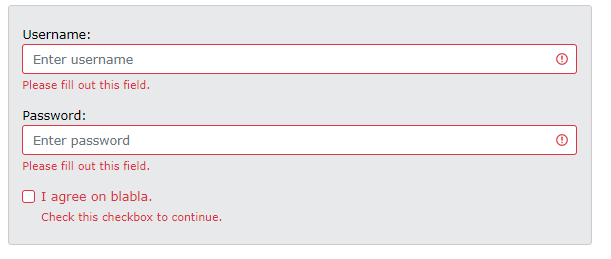 Username:
Enter username
Please fill out this field.
Password:
Enter password
Please fill out this field.
I agree on blabla.
Check this checkbox to continue.